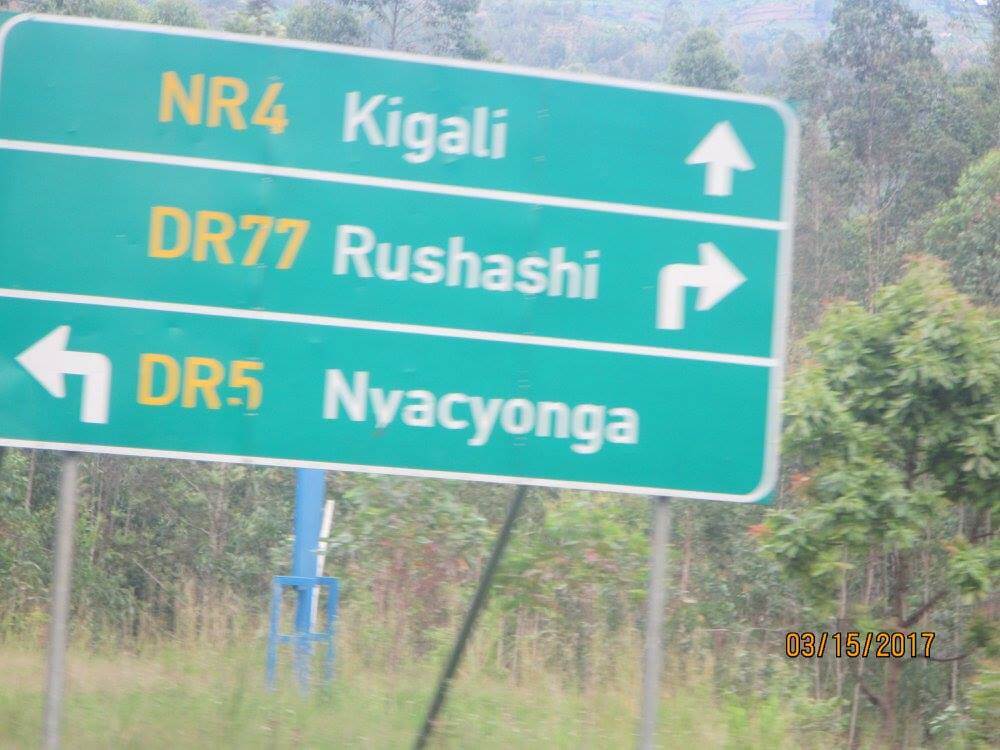 NR4 Kigali
DR77 Rushashi
DR5 Nyacyonga
03/15/2017